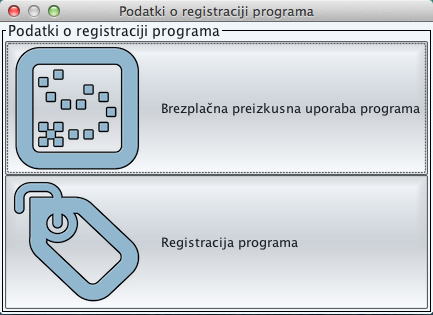 Podatki o registraciji programa
Podatki o registraciji programa
Brezplačna preizkusna uporaba programa
Registracija programa